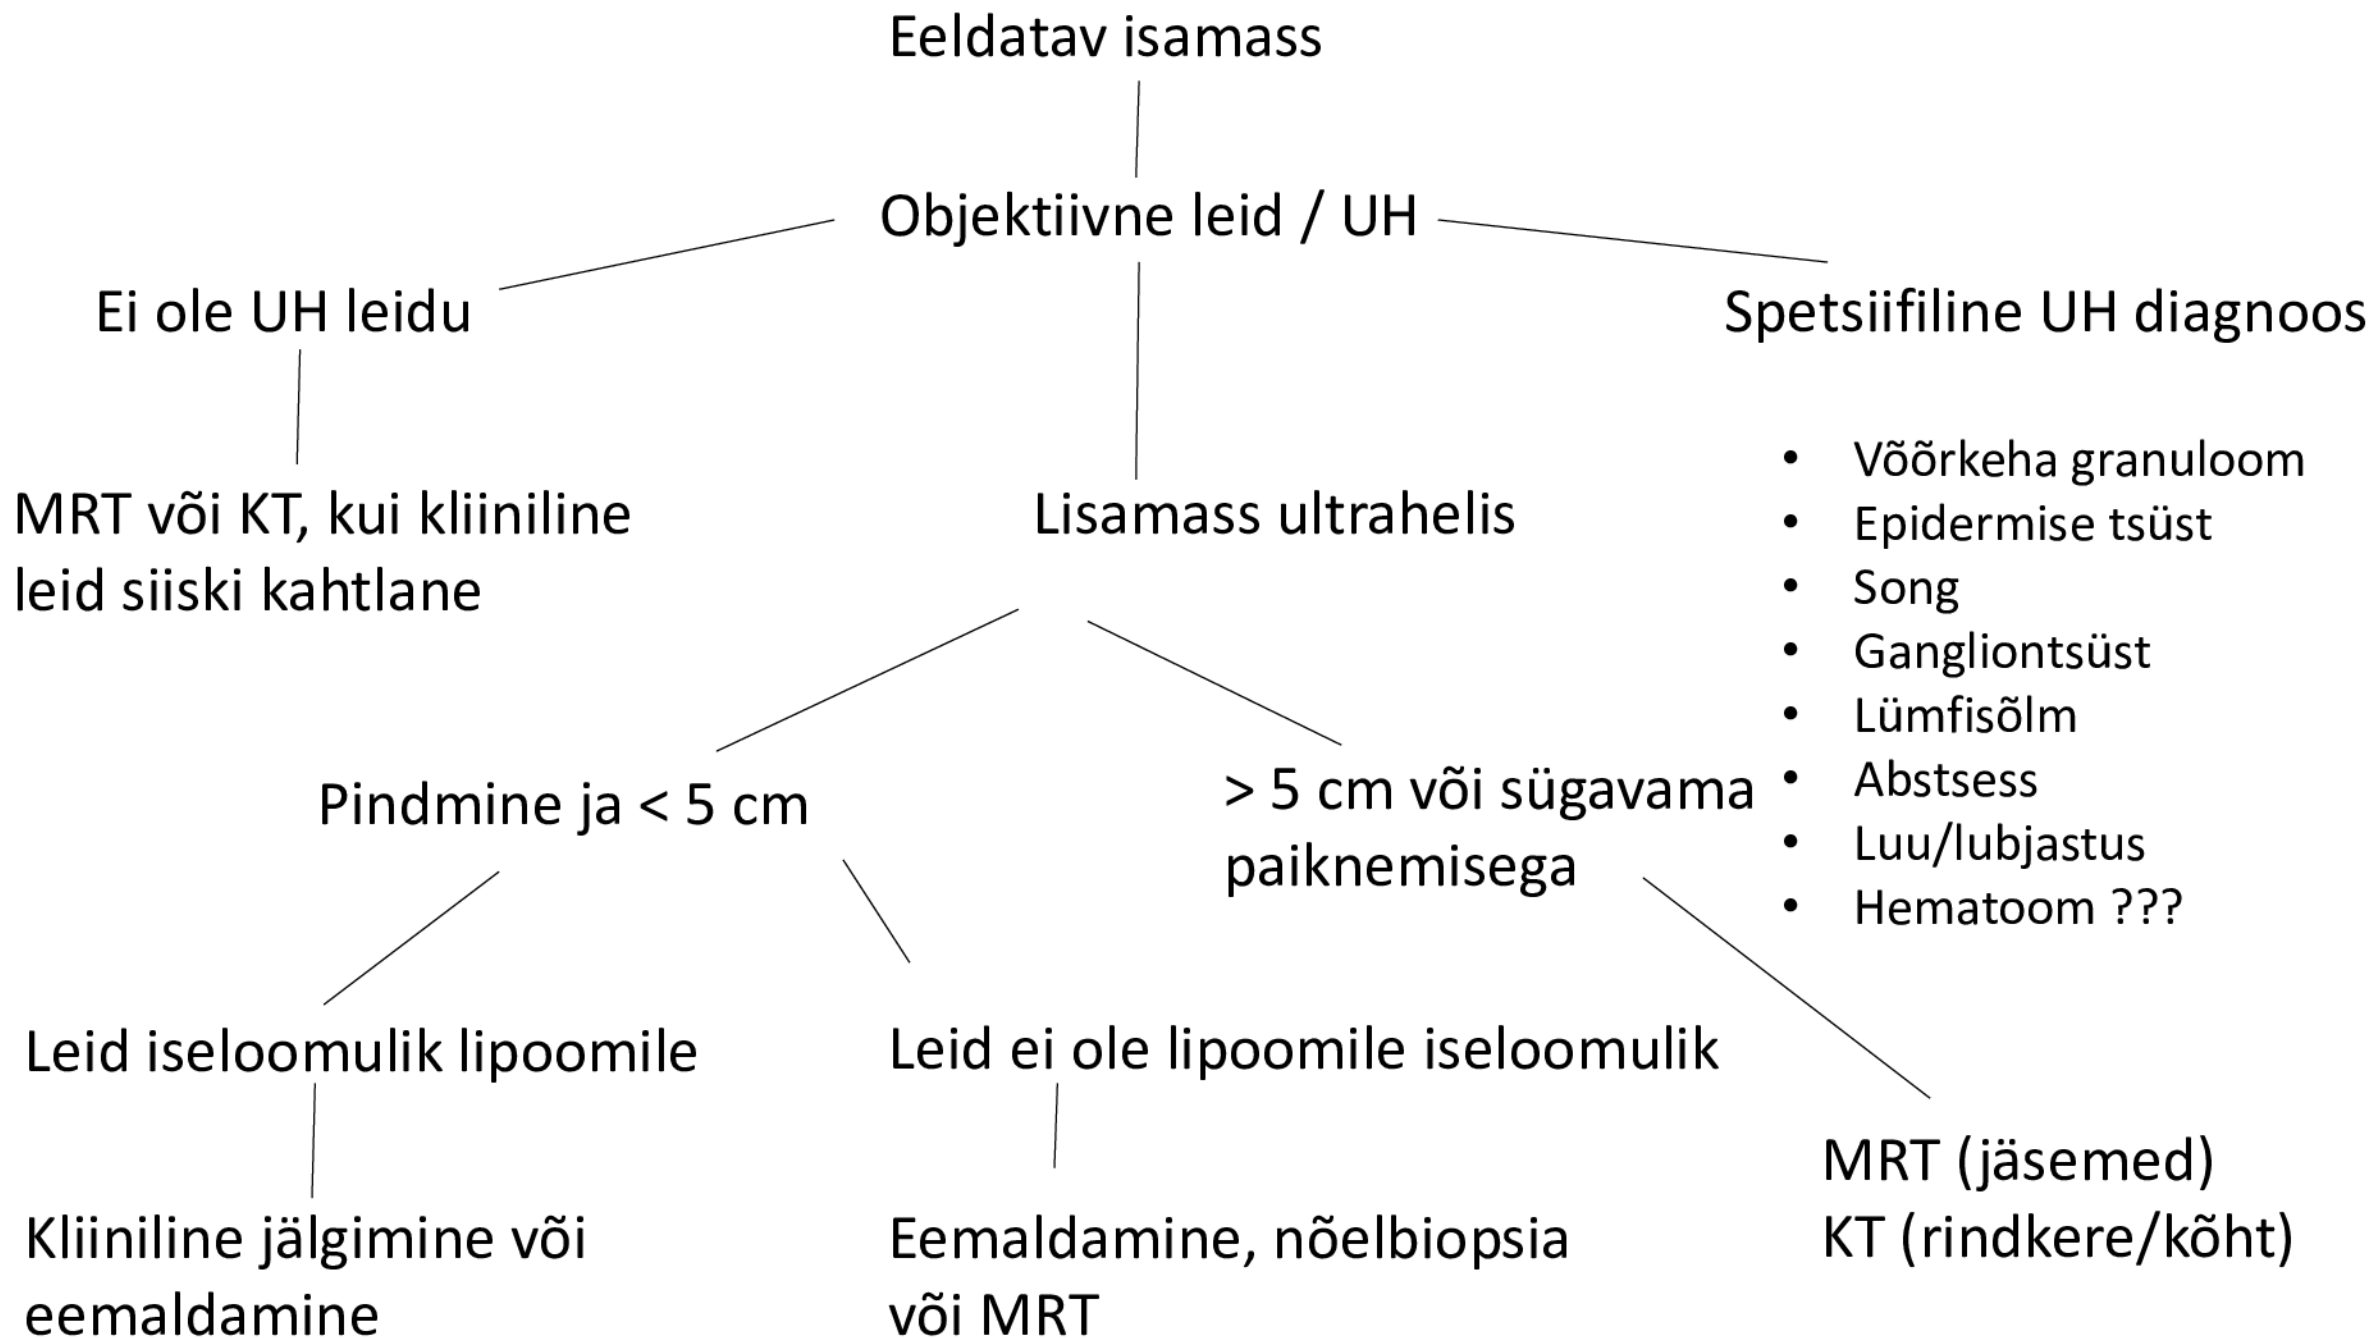 Eeldatav isamass
Objektiivne leid / UH
Ei ole UH leidu
Spetsiifiline UH diagnoos
MRT või KT, kui kliiniline
leid siiski kahtlane
Lisamass ultrahelis
• Võõrkeha granuloom
• Epidermise tsüst
• Song
• Gangliontsüst
• Lümfisõlm
• Abstsess
• Luu/lubjastus
• Hematoom ???
Pindmine ja < 5 cm
> 5 cm või sügavama
paiknemisega
Leid iseloomulik lipoomile
Leid ei ole lipoomile iseloomulik
Kliiniline jälgimine või
eemaldamine
Eemaldamine, nõelbiopsia
või MRT
MRT (jäsemed)
KT (rindkere/kõht)